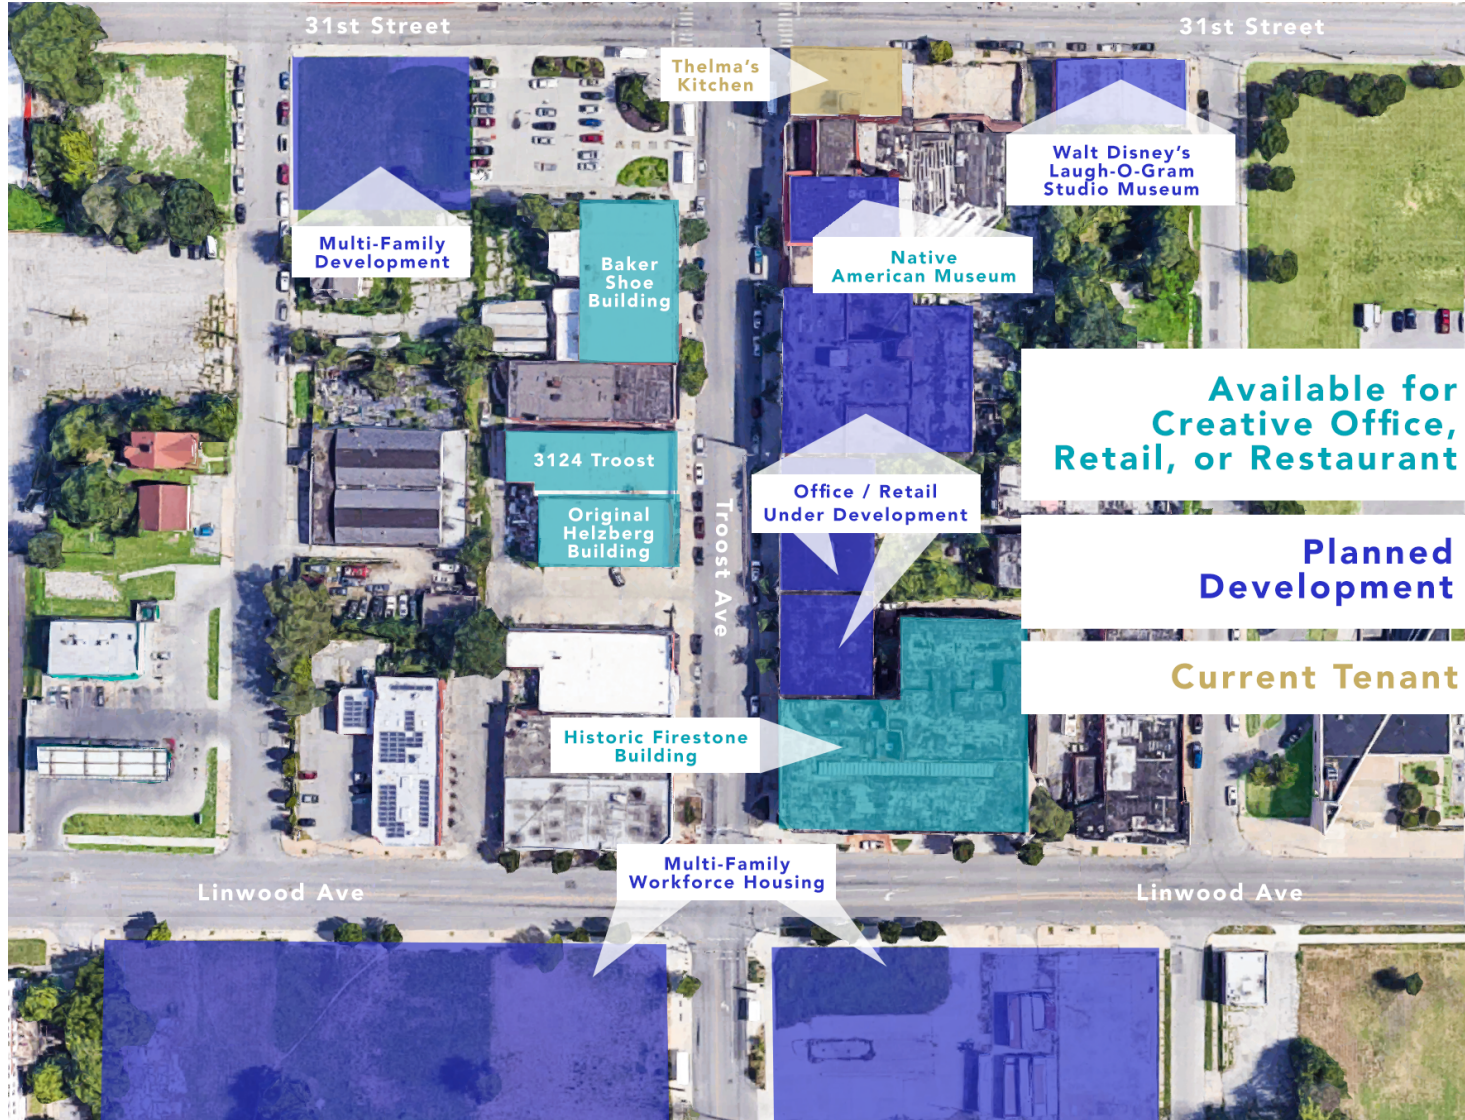 31st Street
31st Street
Thelma's
Kitchen
Walt Disney's
Laugh-O-Gram
Studio Museum
Multi-Family
Development
Native
American Museum
Baker
Shoe
Building
Available for
Creative Office,
Retail, or Restaurant
3124 Troost
Office / Retail
Under Development
Original
Helzberg
Building
Troost Ave
Planned
Development
Current Tenant
Historic Firestone
Building
Multi-Family
Workforce Housing
Linwood Ave
Linwood Ave